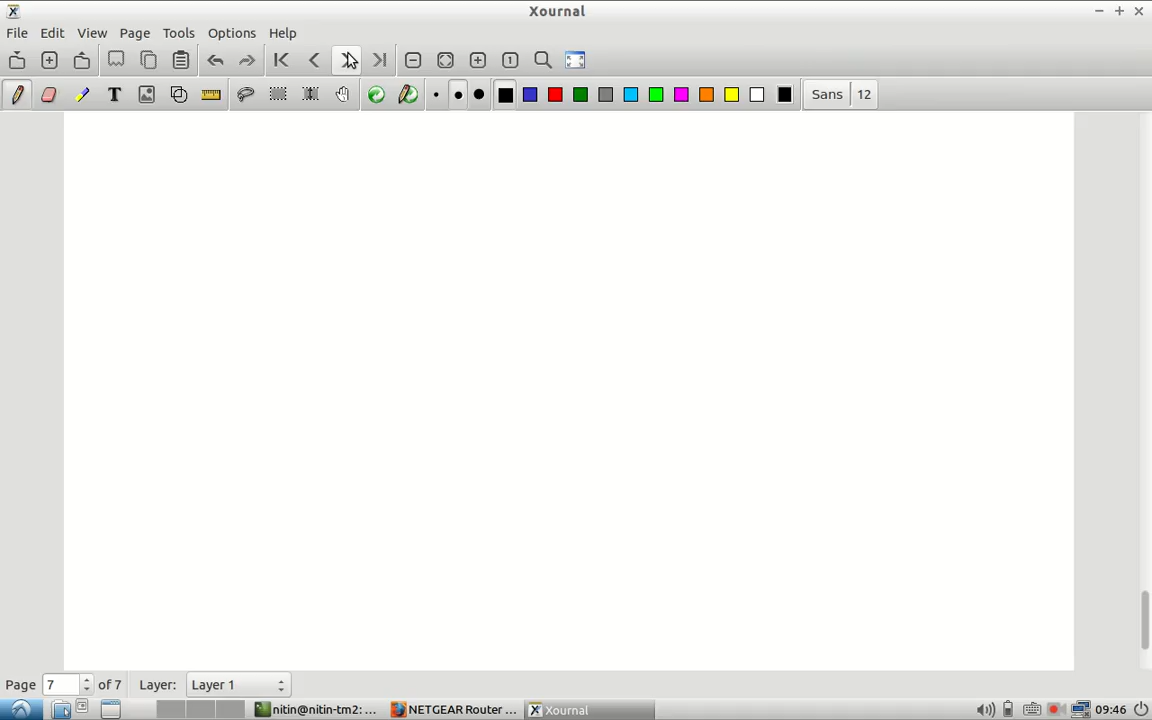 Xournal
File Edit View Page Tools Options Help
1
T Sans 12
Page 7 of 7 Layer: Layer 1
nitin@nitin-tm2: ... NETGEAR Router ... Xournal 09:46